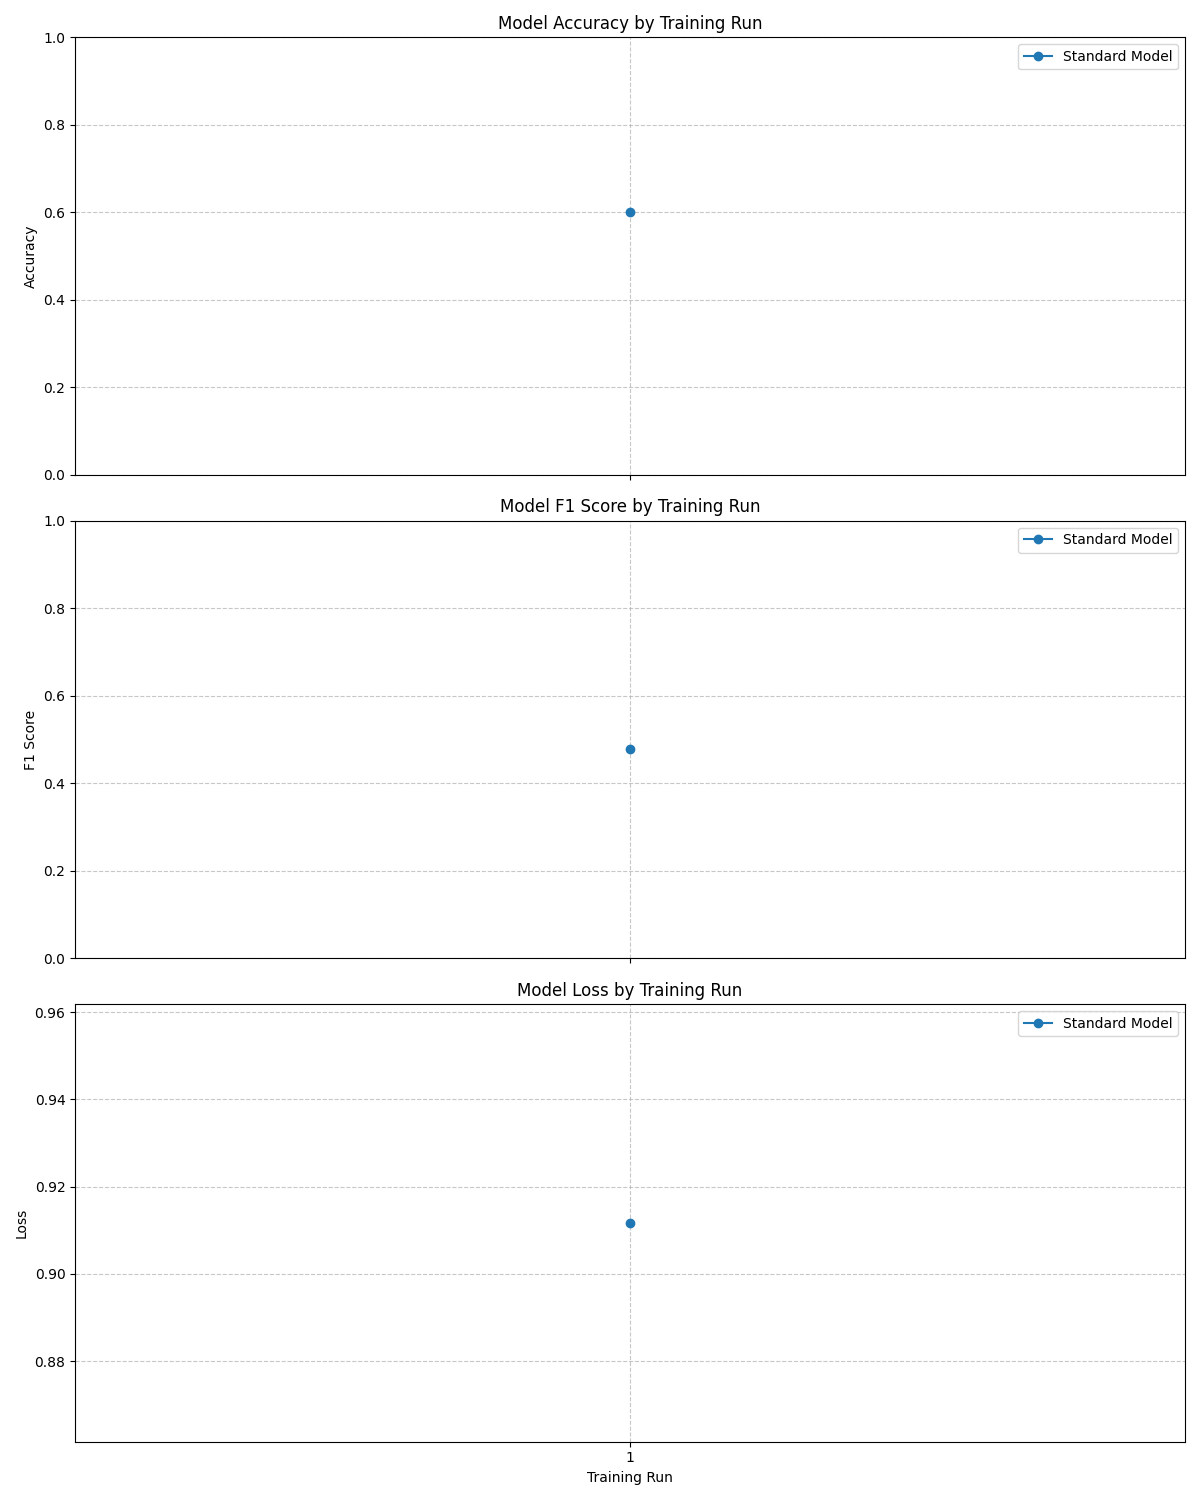 Model Accuracy by Training Run
1.0
Standard Model
0.8
0.6
Accuracy
0.4
0.2
0.0
Model F1 Score by Training Run
1.0
Standard Model
0.8
0.6
F1 Score
0.4
0.2
0.0
Model Loss by Training Run
0.96
Standard Model
0.94
0.92
Loss
0.90
0.88
1
Training Run